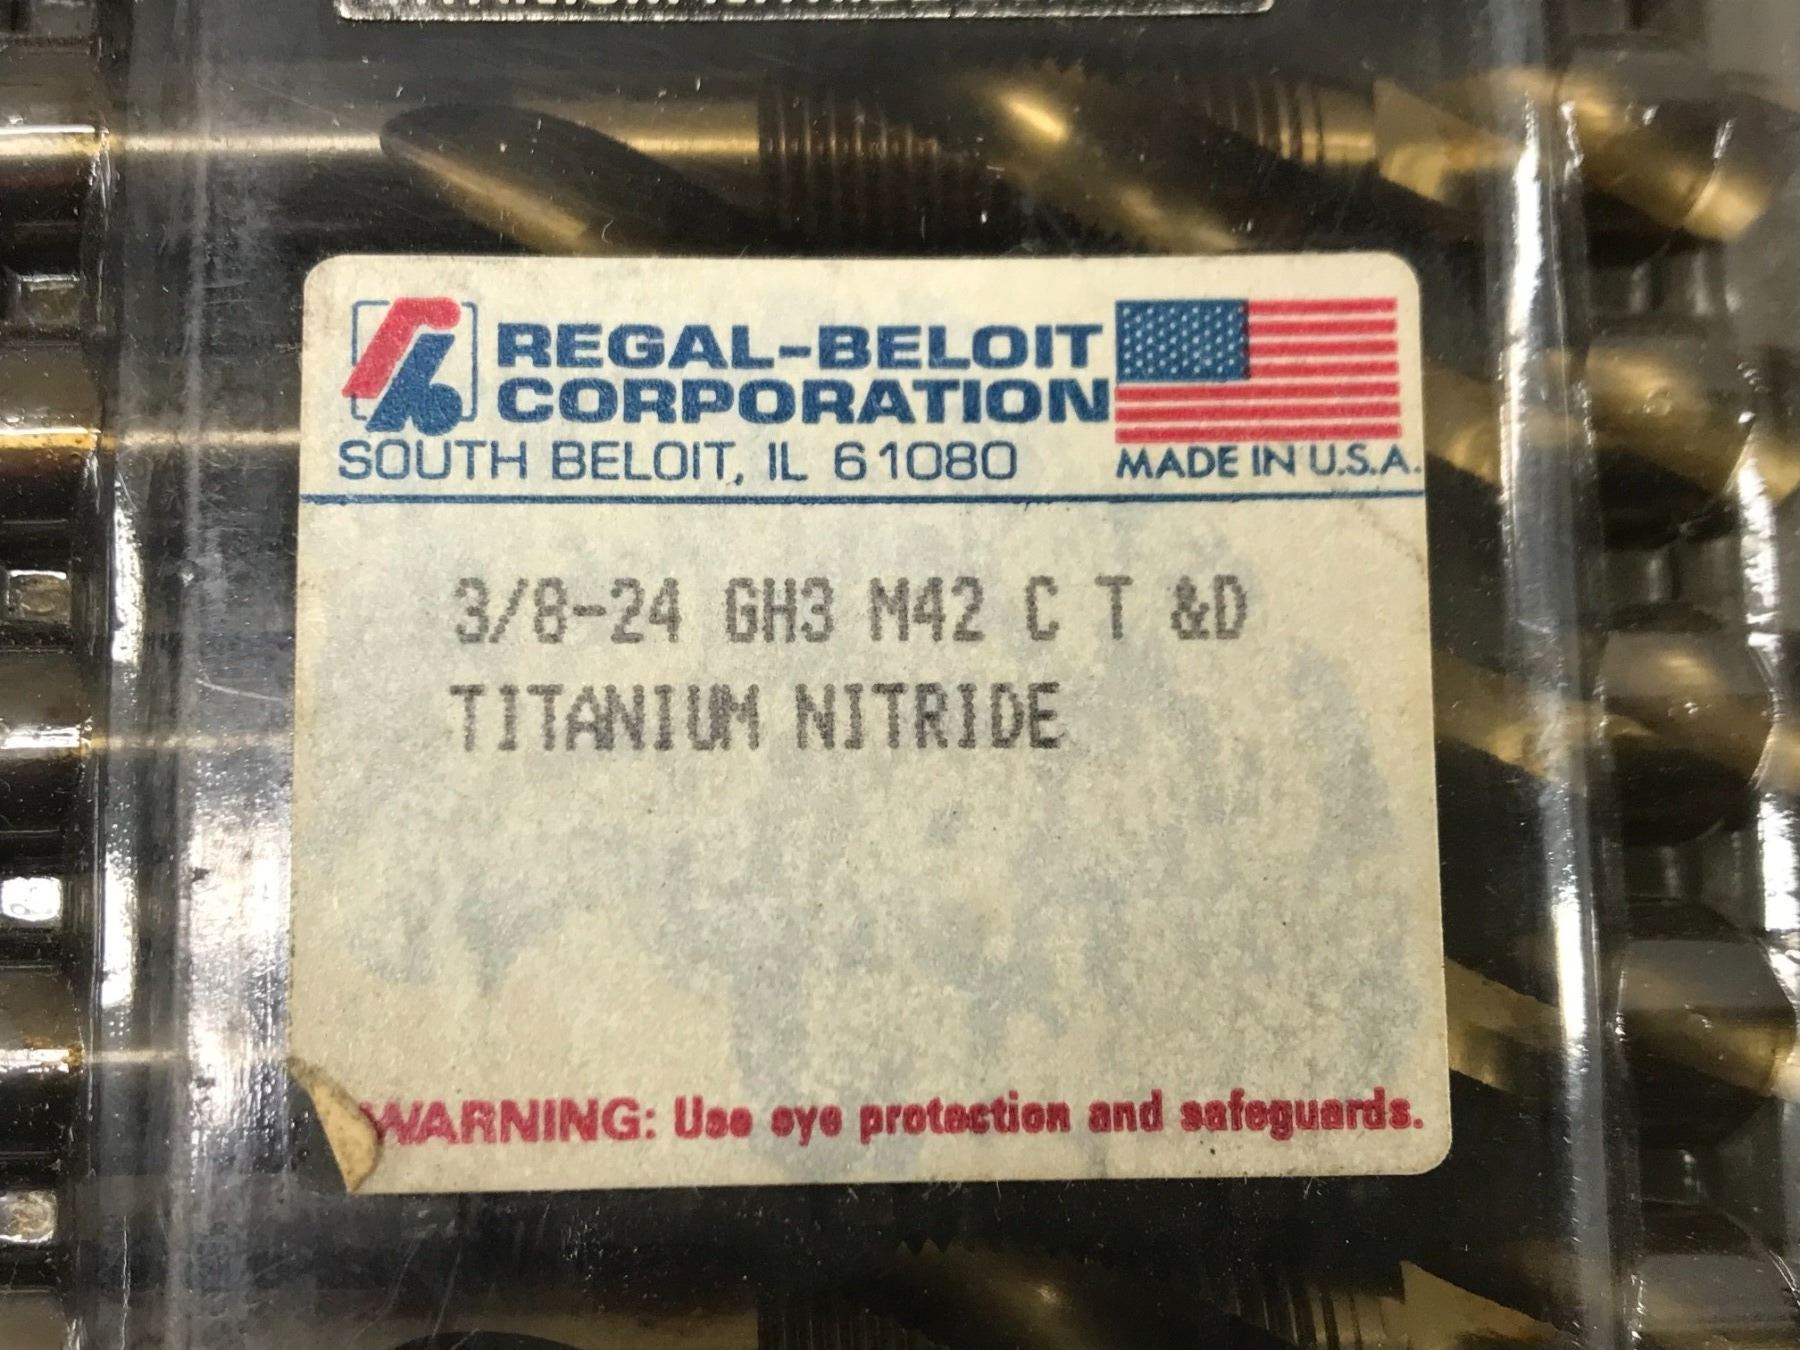 REGAL-BELOIT
CORPORATION
SOUTH BELOIT, IL 61080
MADE IN U.S.A.
3/8-24 GH3 M42 C T &D
TITANIUM NITRIDE
WARNING: Use eye protection and safeguards.